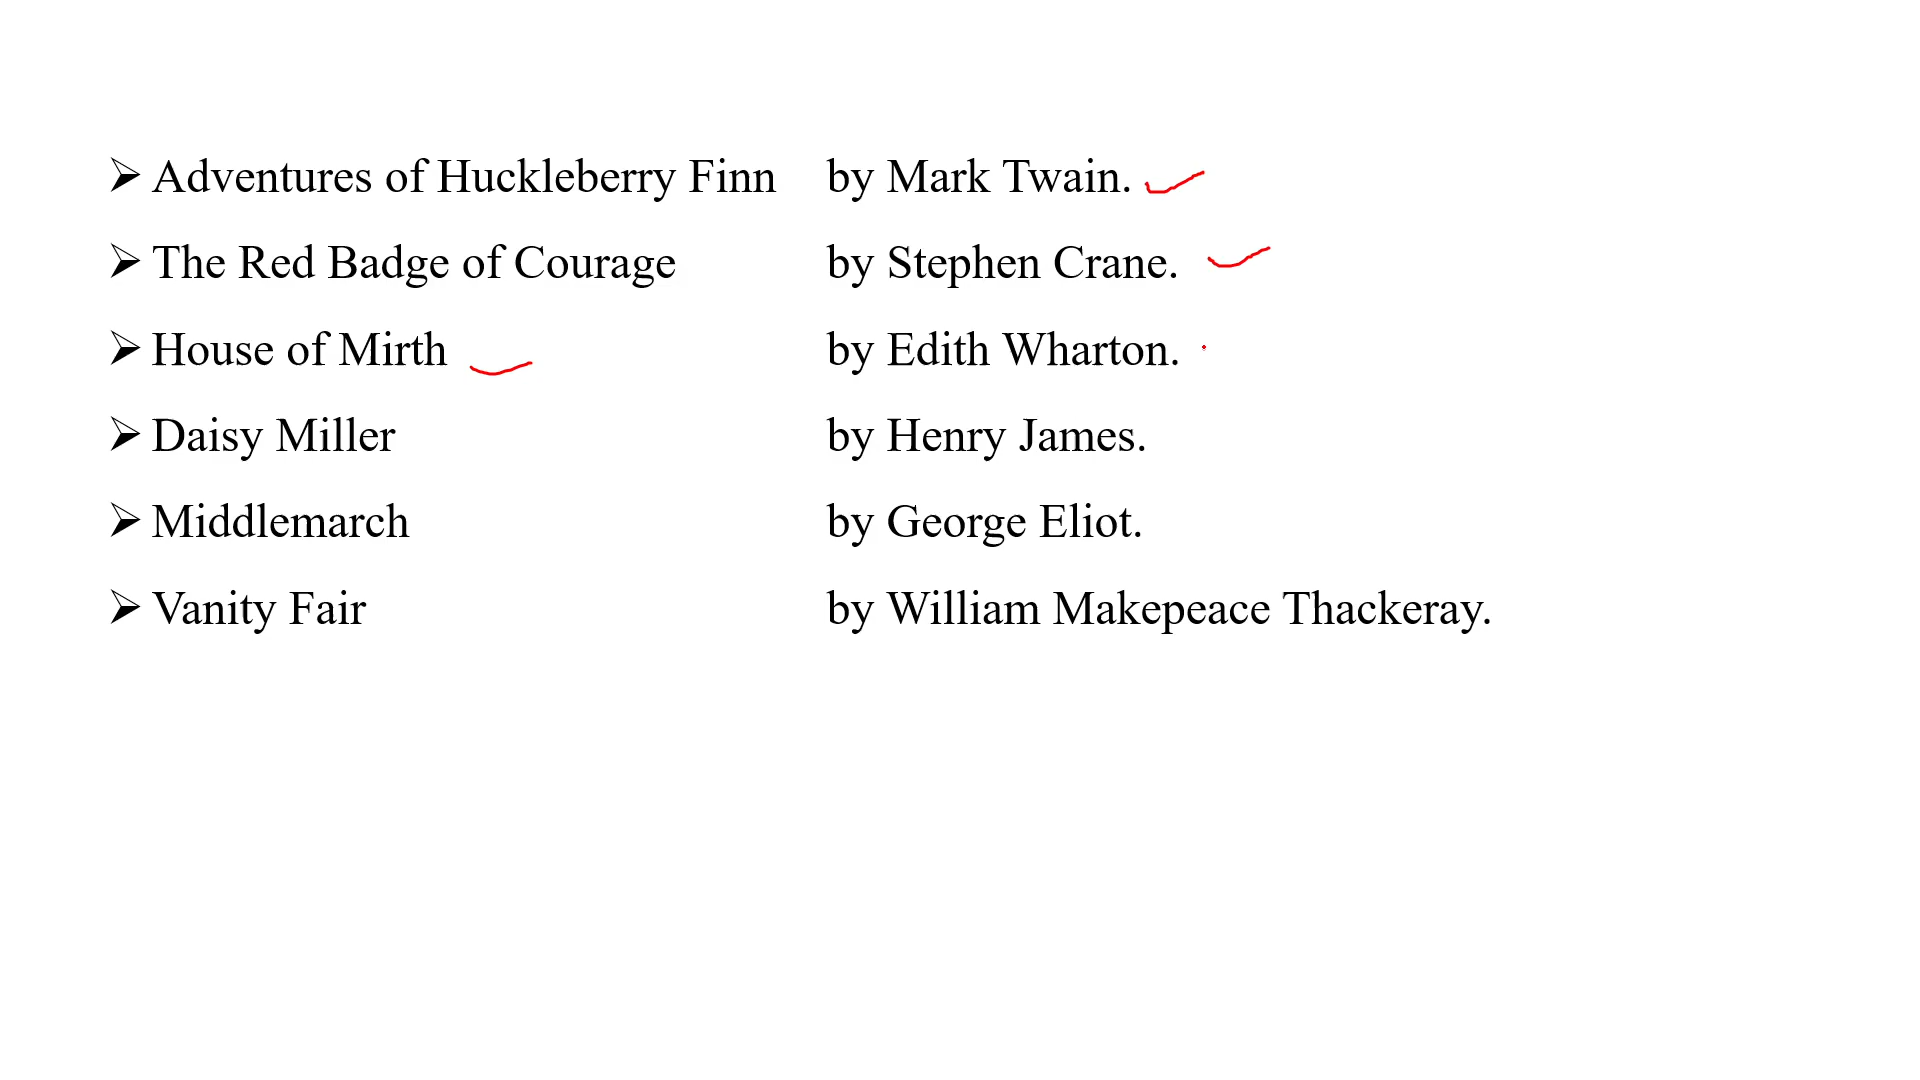 ➢ Adventures of Huckleberry Finn by Mark Twain.
➢ The Red Badge of Courage by Stephen Crane.
➢ House of Mirth by Edith Wharton.
➢ Daisy Miller by Henry James.
➢ Middlemarch by George Eliot.
➢ Vanity Fair by William Makepeace Thackeray.